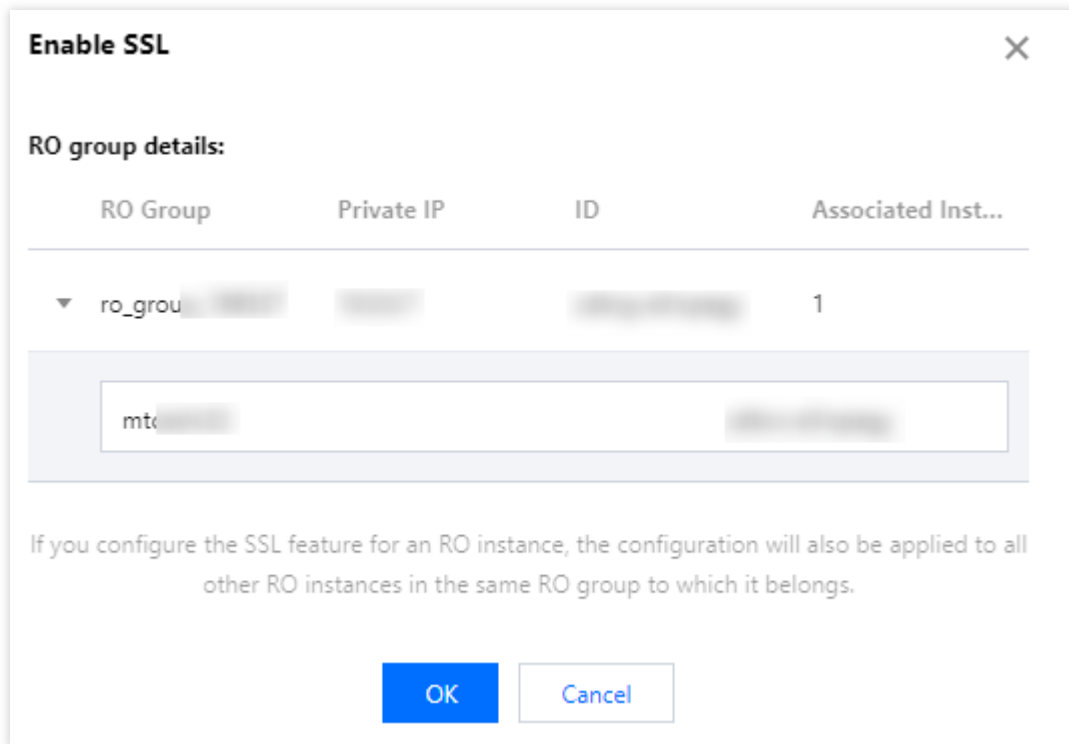 Enable SSL
RO group details:
RO Group Private IP ID Associated Inst...
1
If you configure the SSL feature for an RO instance, the configuration will also be applied to all
other RO instances in the same RO group to which it belongs.
OK Cancel